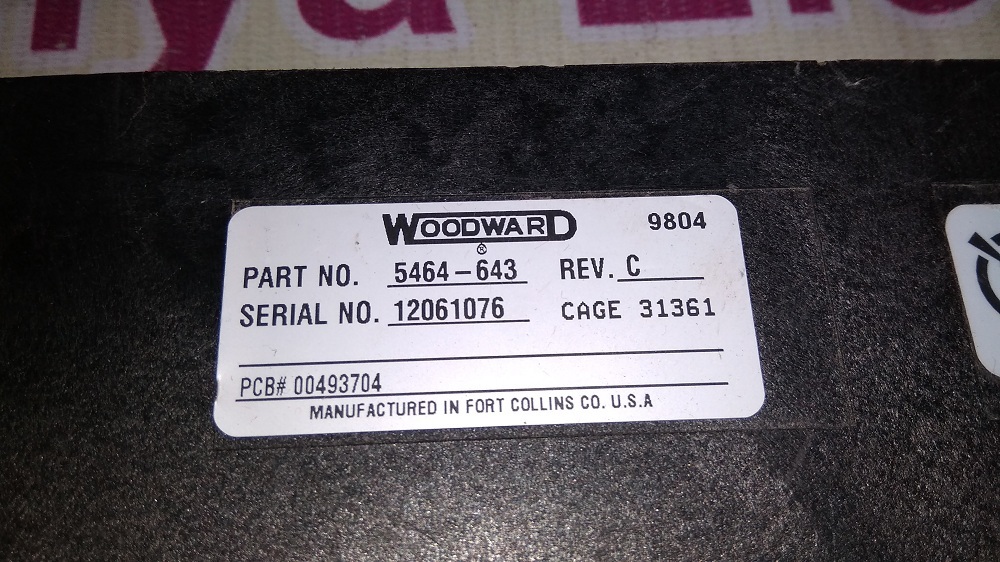 WOODWARD 9804
®
PART NO. 5464-643 REV. C
SERIAL NO. 12061076 CAGE 31361
PCB# 00493704
MANUFACTURED IN FORT COLLINS CO. U.S.A